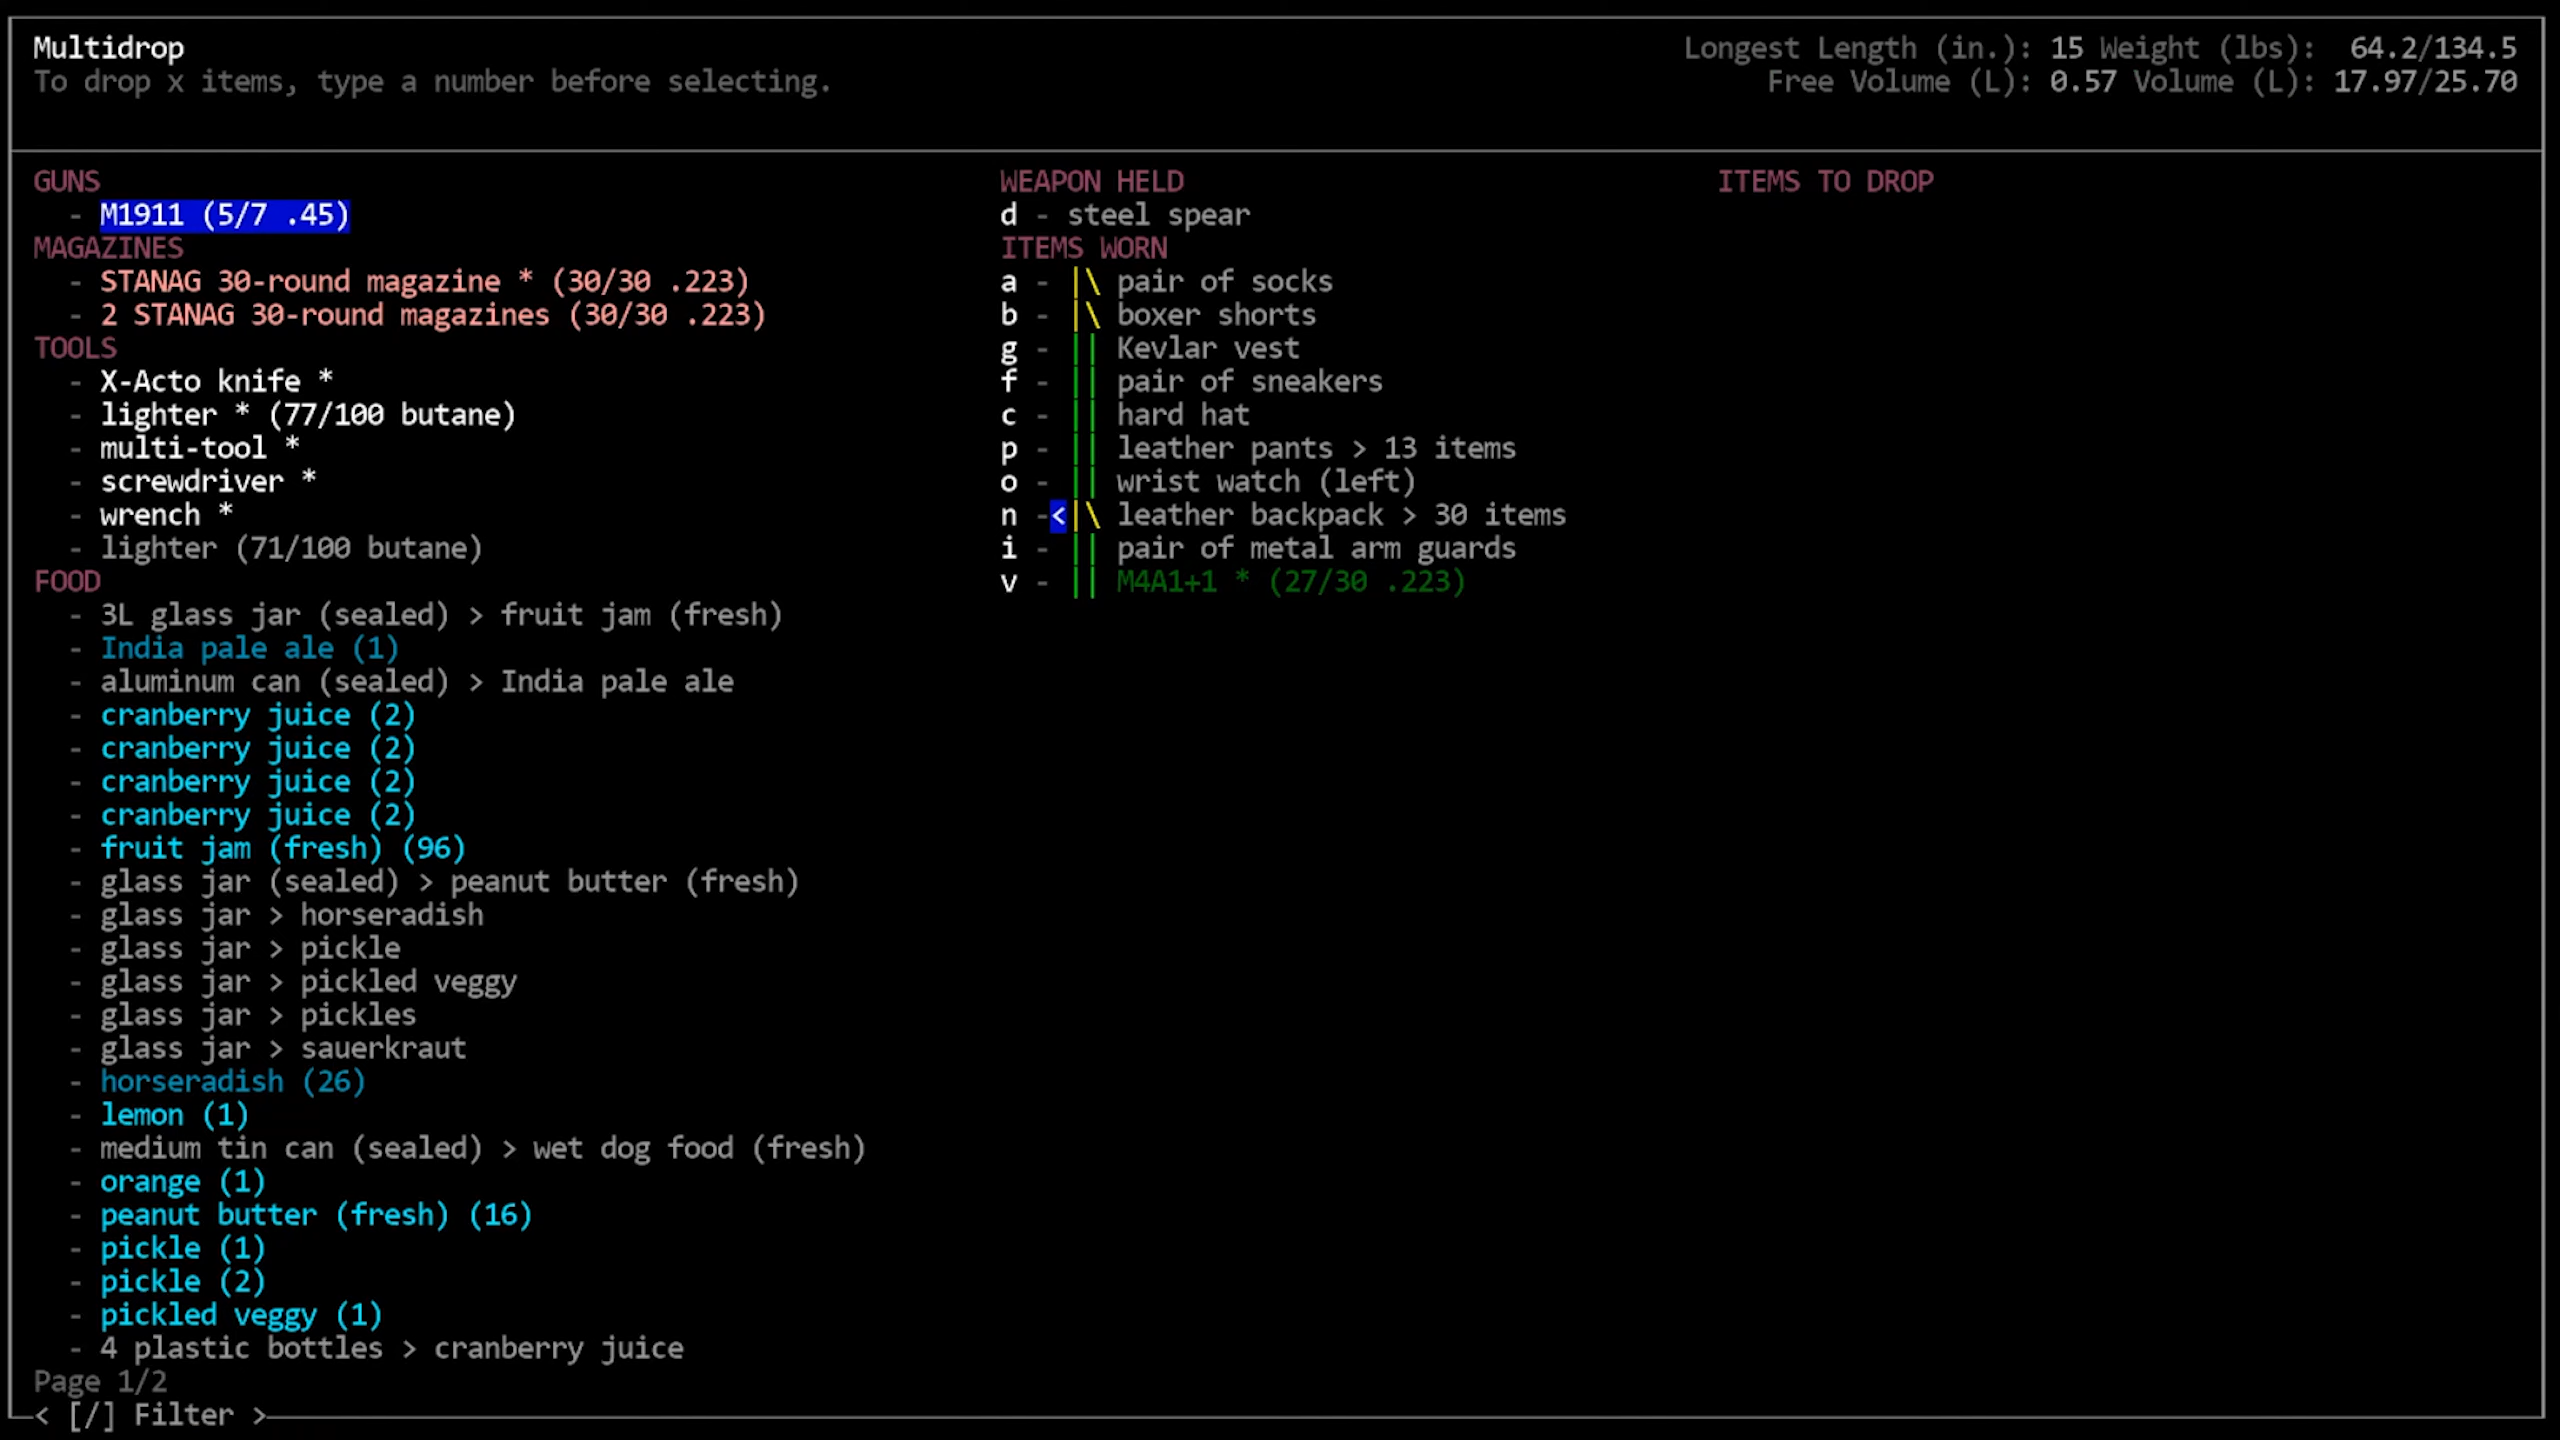 Multidrop
To drop x items, type a number before selecting.
Longest Length (in.): 15 Weight (lbs): 64.2/134.5
Free Volume (L): 0.57 Volume (L): 17.97/25.70
GUNS
- M1911 (5/7 .45)
MAGAZINES
- STANAG 30-round magazine * (30/30 .223)
- 2 STANAG 30-round magazines (30/30 .223)
TOOLS
- X-Acto knife *
- lighter * (77/100 butane)
- multi-tool *
- screwdriver *
- wrench *
- lighter (71/100 butane)
FOOD
- 3L glass jar (sealed) > fruit jam (fresh)
- India pale ale (1)
- aluminum can (sealed) > India pale ale
- cranberry juice (2)
- cranberry juice (2)
- cranberry juice (2)
- cranberry juice (2)
- fruit jam (fresh) (96)
- glass jar (sealed) > peanut butter (fresh)
- glass jar > horseradish
- glass jar > pickle
- glass jar > pickled veggy
- glass jar > pickles
- glass jar > sauerkraut
- horseradish (26)
- lemon (1)
- medium tin can (sealed) > wet dog food (fresh)
- orange (1)
- peanut butter (fresh) (16)
- pickle (1)
- pickle (2)
- pickled veggy (1)
- 4 plastic bottles > cranberry juice
Page 1/2
< [/] Filter >
WEAPON HELD
d - steel spear
ITEMS WORN
a - |\ pair of socks
b - |\ boxer shorts
g - || Kevlar vest
f - || pair of sneakers
c - || hard hat
p - || leather pants > 13 items
o - || wrist watch (left)
n -<|\ leather backpack > 30 items
i - || pair of metal arm guards
v - || M4A1+1 * (27/30 .223)
ITEMS TO DROP